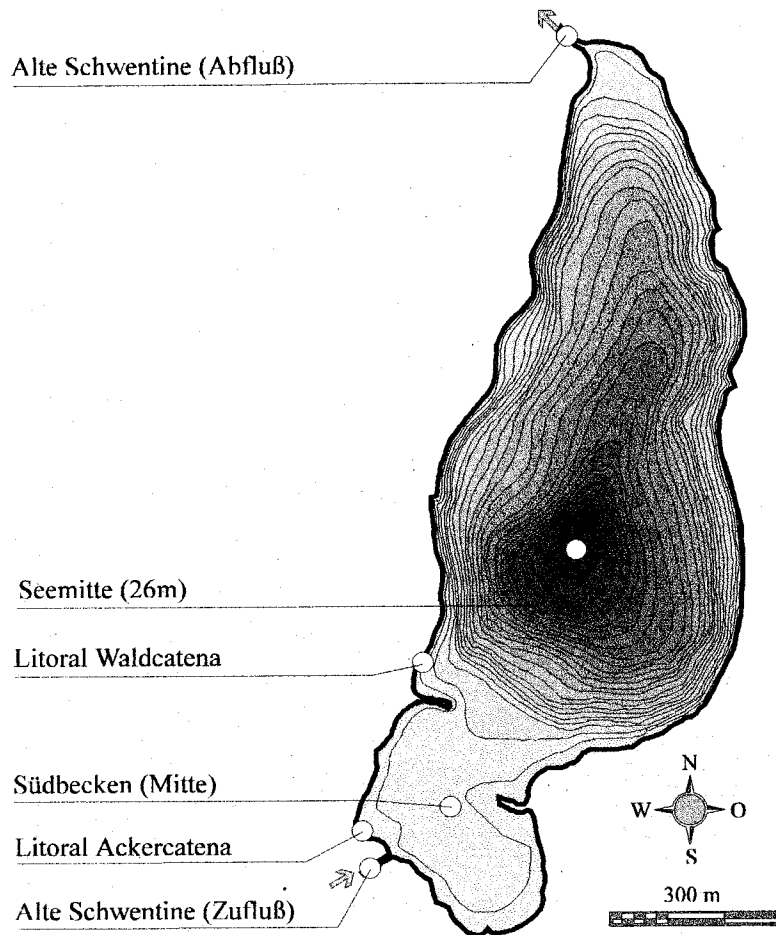 Alte Schwentine (Abfluß)
Seemitte (26m)
Litoral Waldcatena
Südbecken (Mitte)
Litoral Ackercatena
Alte Schwentine (Zufluß)
N
W
O
S
300 m